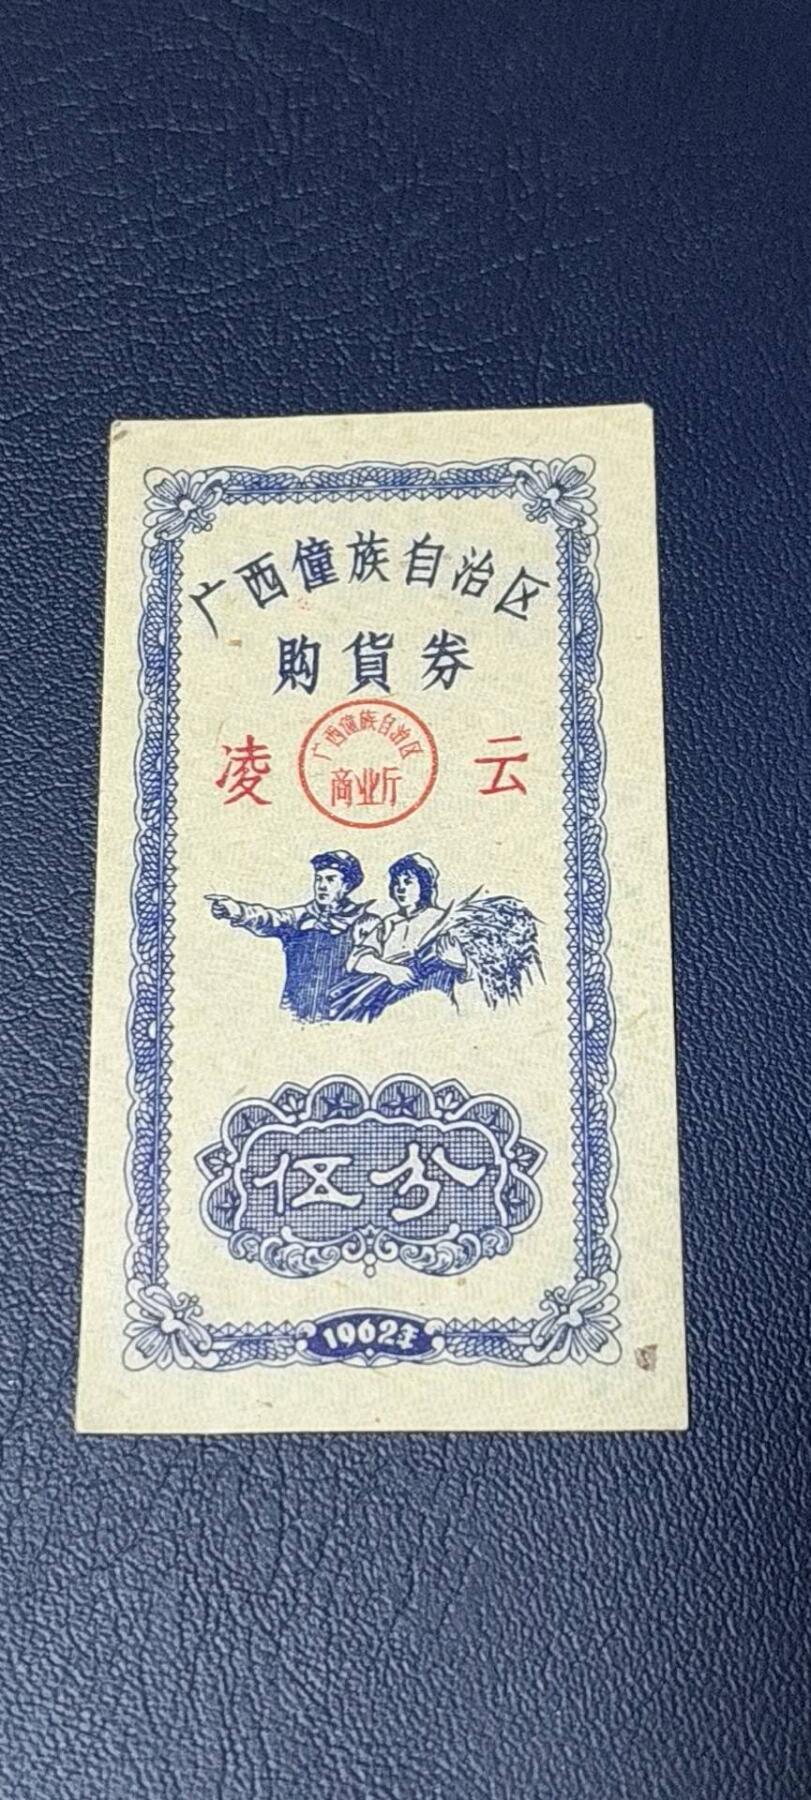 广西僮族自治区
購貨券
凌 云
广西僮族自治区
商业厅
伍分
1962年